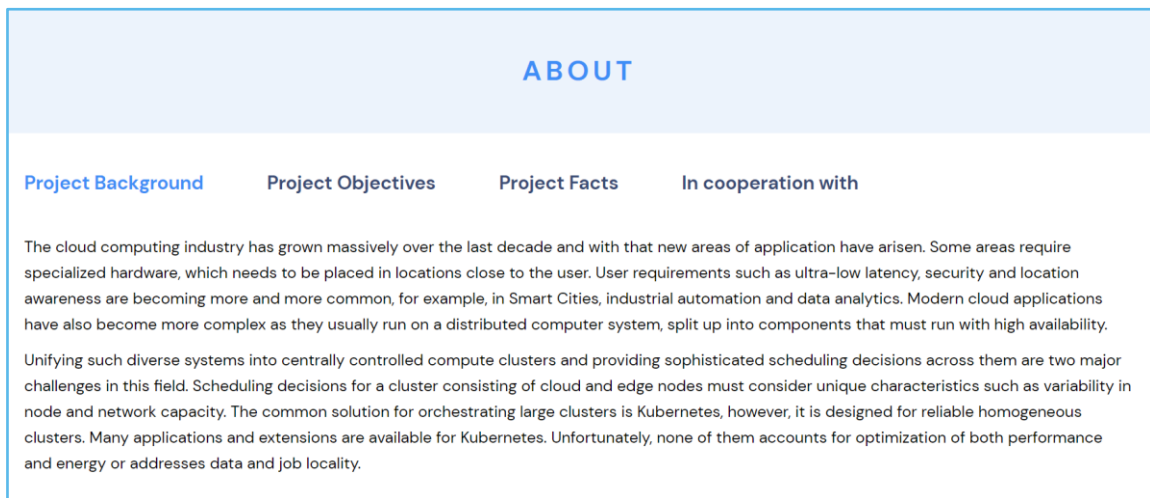 ABOUT
Project Background Project Objectives Project Facts In cooperation with
The cloud computing industry has grown massively over the last decade and with that new areas of application have arisen. Some areas require
specialized hardware, which needs to be placed in locations close to the user. User requirements such as ultra-low latency, security and location
awareness are becoming more and more common, for example, in Smart Cities, industrial automation and data analytics. Modern cloud applications
have also become more complex as they usually run on a distributed computer system, split up into components that must run with high availability.
Unifying such diverse systems into centrally controlled compute clusters and providing sophisticated scheduling decisions across them are two major
challenges in this field. Scheduling decisions for a cluster consisting of cloud and edge nodes must consider unique characteristics such as variability in
node and network capacity. The common solution for orchestrating large clusters is Kubernetes, however, it is designed for reliable homogeneous
clusters. Many applications and extensions are available for Kubernetes. Unfortunately, none of them accounts for optimization of both performance
and energy or addresses data and job locality.